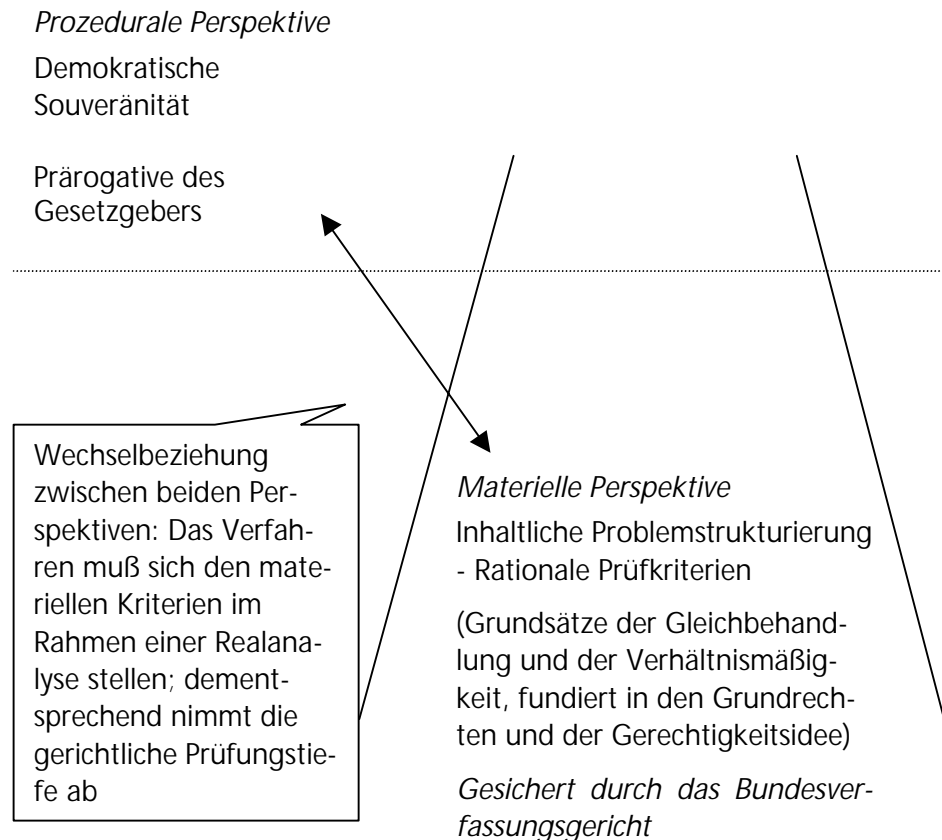 Prozedurale Perspektive
Demokratische
Souveränität
Prärogative des
Gesetzgebers
Wechselbeziehung
zwischen beiden Per-
spektiven: Das Verfah-
ren muß sich den mate-
riellen Kriterien im
Rahmen einer Realana-
lyse stellen; dement-
sprechend nimmt die
gerichtliche Prüfungstie-
fe ab
Materielle Perspektive
Inhaltliche Problemstrukturierung
- Rationale Prüfkriterien
(Grundsätze der Gleichbehand-
lung und der Verhältnismäßig-
keit, fundiert in den Grundrech-
ten und der Gerechtigkeitsidee)
Gesichert durch das Bundesver-
fassungsgericht